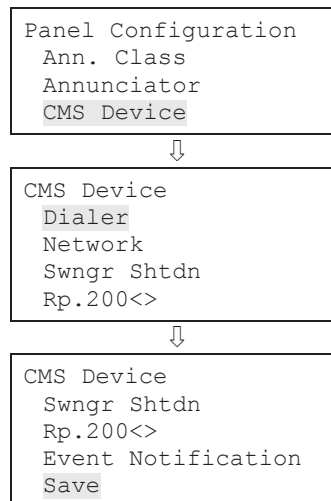 Panel Configuration
Ann. Class
Annunciator
CMS Device
CMS Device
Dialer
Network
Swngr Shtdn
Rp.200<>
CMS Device
Swngr Shtdn
Rp.200<>
Event Notification
Save